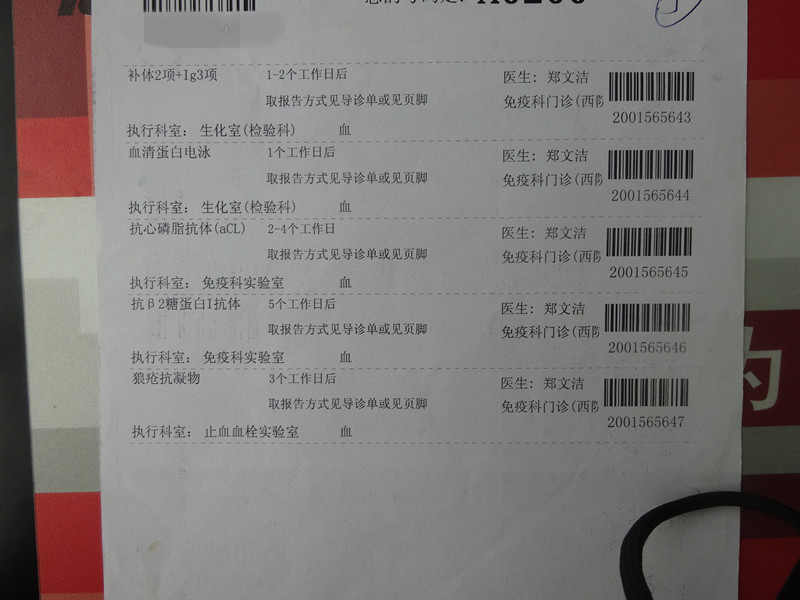 补体2项+Ig3项 1-2个工作日后 医生: 郑文洁
取报告方式见导诊单或见页脚 免疫科门诊(西院
2001565643
执行科室: 生化室(检验科) 血
血清蛋白电泳 1个工作日后 医生: 郑文洁
取报告方式见导诊单或见页脚 免疫科门诊(西院
2001565644
执行科室: 生化室(检验科) 血
抗心磷脂抗体(aCL) 2-4个工作日 医生: 郑文洁
取报告方式见导诊单或见页脚 免疫科门诊(西院
2001565645
执行科室: 免疫科实验室 血
抗β2糖蛋白I抗体 5个工作日后 医生: 郑文洁
取报告方式见导诊单或见页脚 免疫科门诊(西院
2001565646
执行科室: 免疫科实验室 血
狼疮抗凝物 3个工作日后 医生: 郑文洁
取报告方式见导诊单或见页脚 免疫科门诊(西院
2001565647
执行科室: 止血血栓实验室 血
为